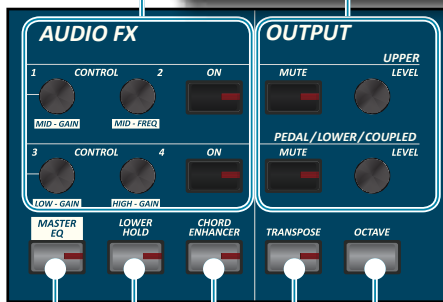 AUDIO FX OUTPUT
UPPER
1 CONTROL 2 ON MUTE LEVEL
MID - GAIN MID - FREQ
PEDAL/LOWER/COUPLED
3 CONTROL 4 ON MUTE LEVEL
LOW - GAIN HIGH - GAIN
MASTER EQ LOWER HOLD CHORD ENHANCER TRANSPOSE OCTAVE